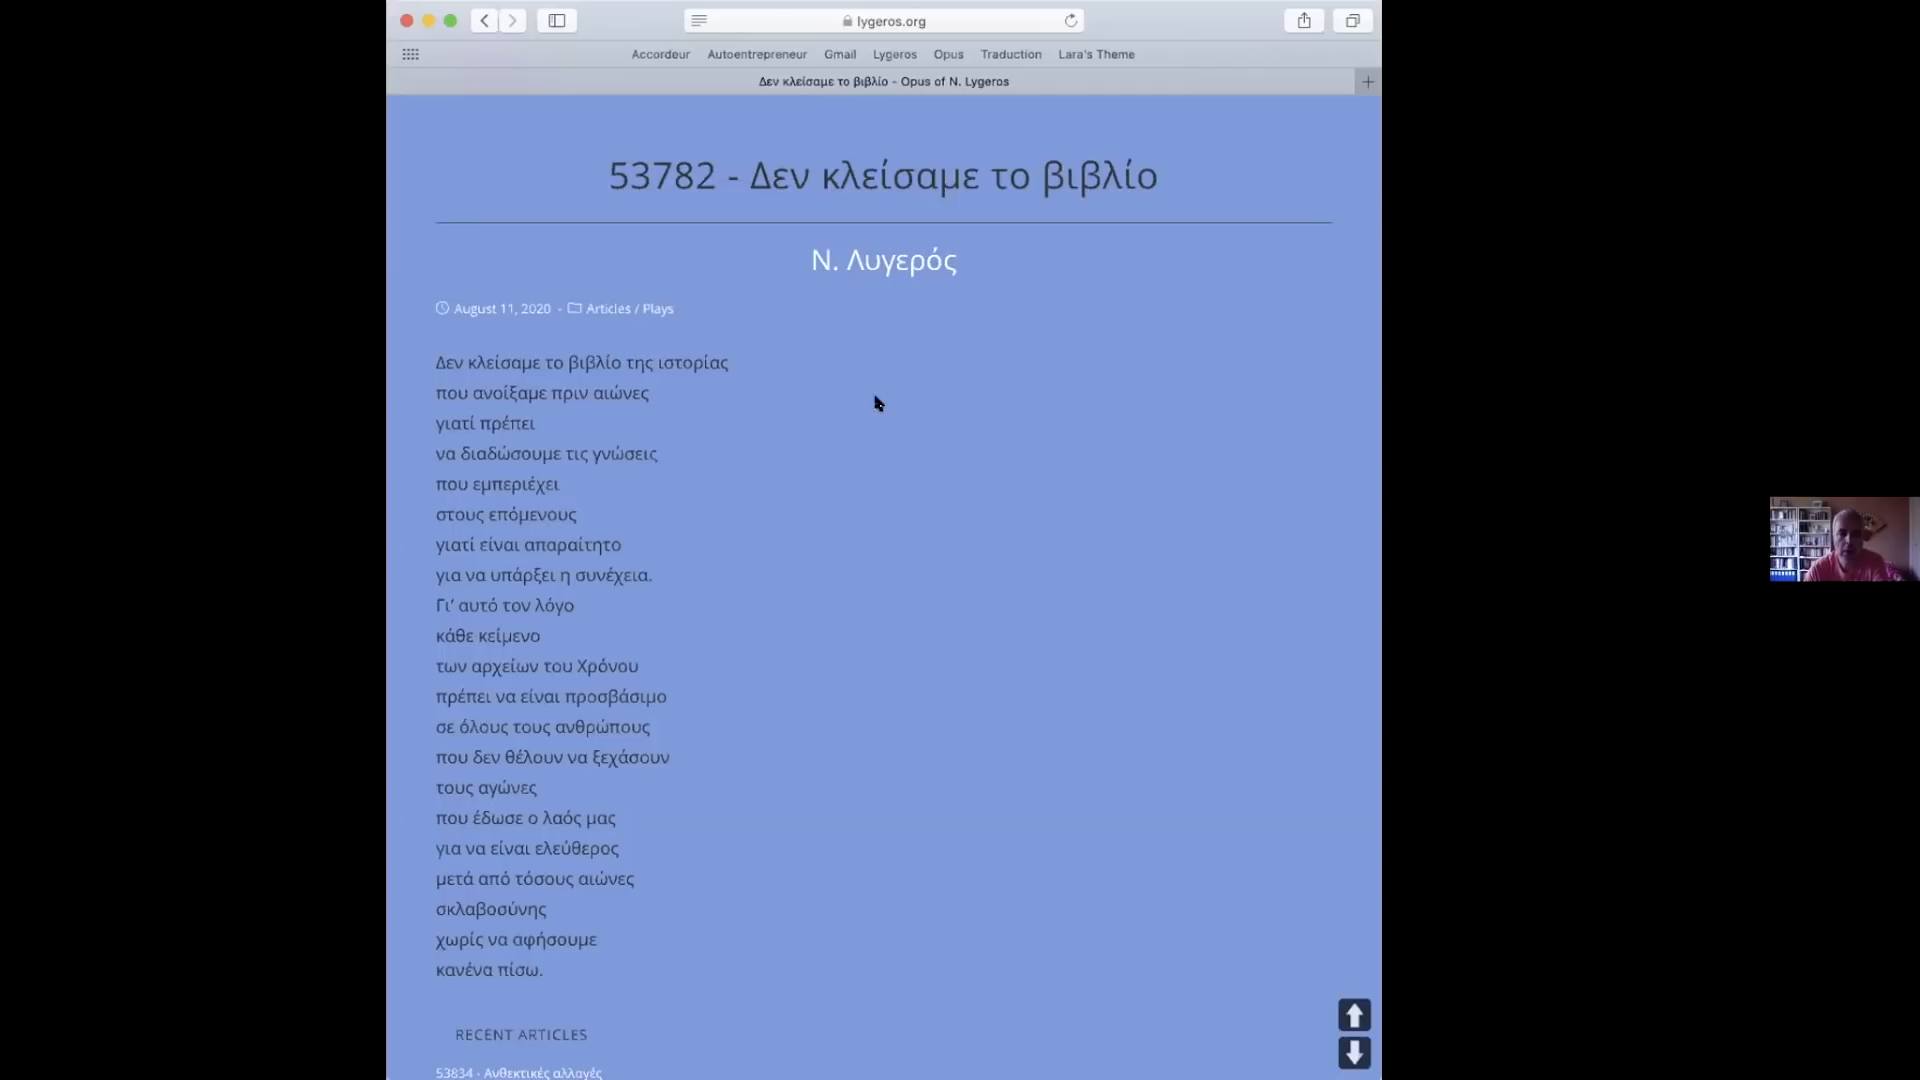 lygeros.org
Accordeur Autoentrepreneur Gmail Lygeros Opus Traduction Lara's Theme
Δεν κλείσαμε το βιβλίο - Opus of N. Lygeros
53782 - Δεν κλείσαμε το βιβλίο
Ν. Λυγερός
August 11, 2020 - Articles / Plays
Δεν κλείσαμε το βιβλίο της ιστορίας
που ανοίξαμε πριν αιώνες
γιατί πρέπει
να διαδώσουμε τις γνώσεις
που εμπεριέχει
στους επόμενους
γιατί είναι απαραίτητο
για να υπάρξει η συνέχεια.
Γι’ αυτό τον λόγο
κάθε κείμενο
των αρχείων του Χρόνου
πρέπει να είναι προσβάσιμο
σε όλους τους ανθρώπους
που δεν θέλουν να ξεχάσουν
τους αγώνες
που έδωσε ο λαός μας
για να είναι ελεύθερος
μετά από τόσους αιώνες
σκλαβοσύνης
χωρίς να αφήσουμε
κανένα πίσω.
RECENT ARTICLES
53834 - Ανθεκτικές αλλαγές